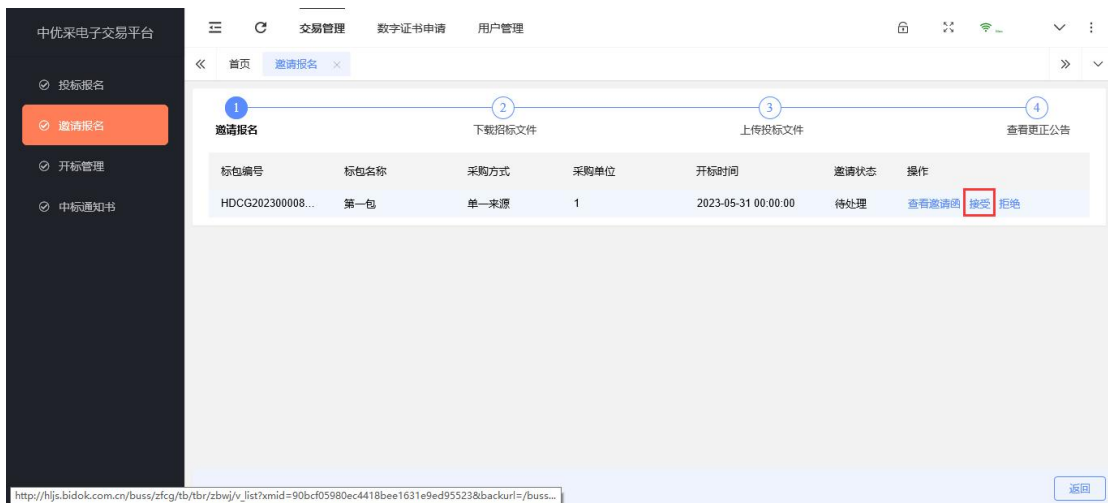 中优采电子交易平台
交易管理 数字证书申请 用户管理
首页 邀请报名 ×
投标报名
邀请报名
开标管理
中标通知书
1 2 3 4
邀请报名 下载招标文件 上传投标文件 查看更正公告
标包编号 标包名称 采购方式 采购单位 开标时间 邀请状态 操作
HDCG202300008... 第一包 单一来源 1 2023-05-31 00:00:00 待处理 查看邀请函 接受 拒绝
返回
http://hljs.bidok.com.cn/buss/zfcg/tb/tbr/zbwj/v_list?xmid=90bcf05980ec4418bee1631e9ed95523&backurl=/buss...